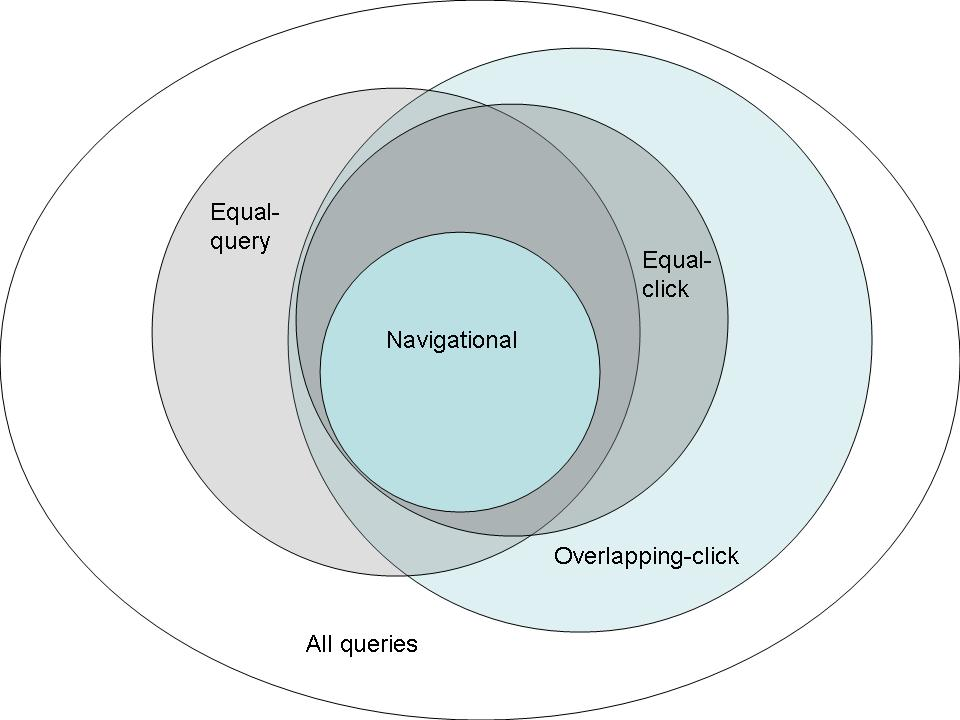 Equal-
query
Equal-
click
Navigational
Overlapping-click
All queries